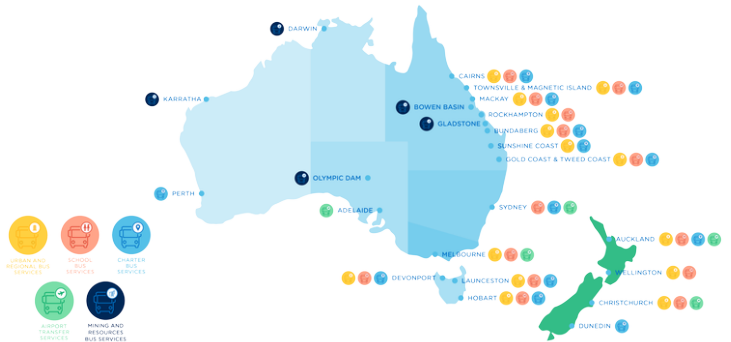 DARWIN
CAIRNS
TOWNSVILLE & MAGNETIC ISLAND
KARRATHA
MACKAY
BOWEN BASIN
ROCKHAMPTON
GLADSTONE
BUNDABERG
SUNSHINE COAST
GOLD COAST & TWEED COAST
OLYMPIC DAM
PERTH
ADELAIDE
SYDNEY
URBAN AND
REGIONAL BUS
SERVICES
SCHOOL
BUS
SERVICES
CHARTER
BUS
SERVICES
AUCKLAND
MELBOURNE
WELLINGTON
DEVONPORT
LAUNCESTON
HOBART
CHRISTCHURCH
DUNEDIN
AIRPORT
TRANSFER
SERVICES
MINING AND
RESOURCES
BUS SERVICES